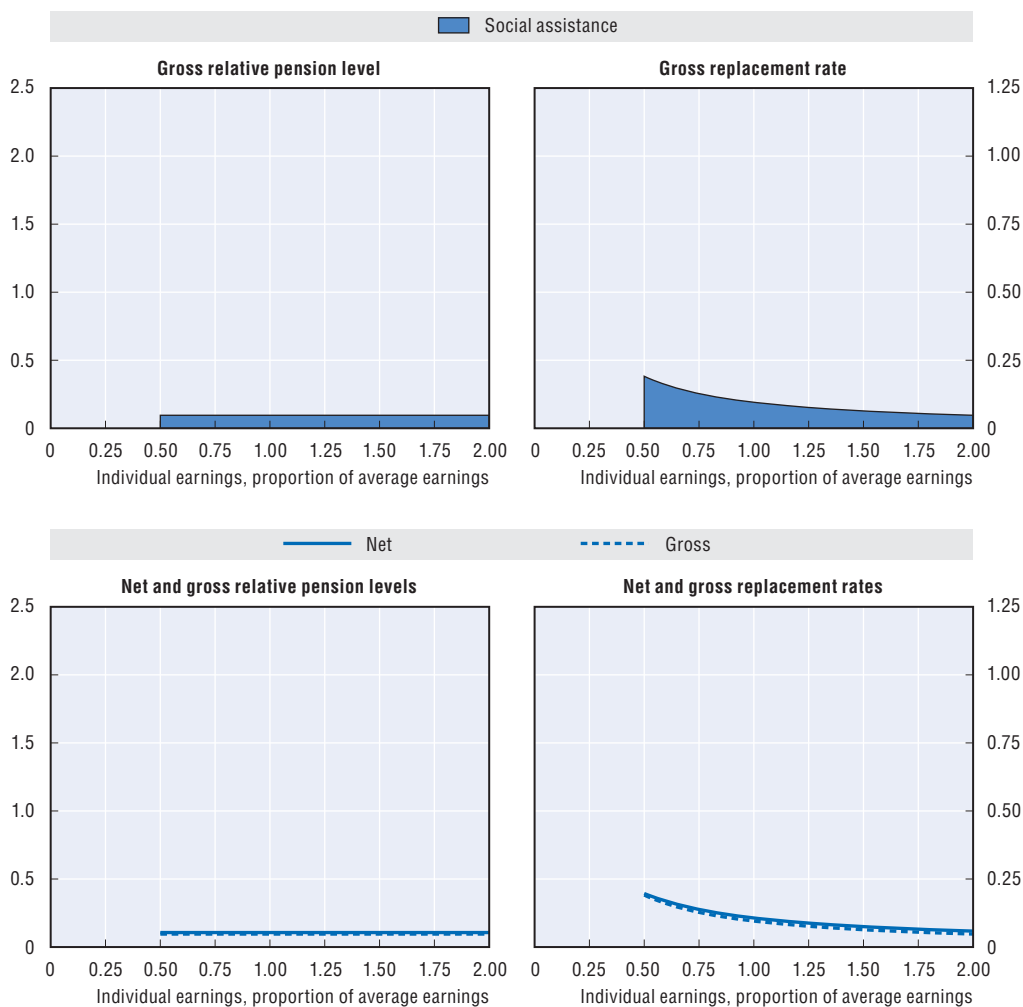 Social assistance
Gross relative pension level
Gross replacement rate
2.5
2.0
1.5
1.0
0.5
0
1.25
1.00
0.75
0.50
0.25
0
0 0.25 0.50 0.75 1.00 1.25 1.50 1.75 2.00
0 0.25 0.50 0.75 1.00 1.25 1.50 1.75 2.00
Individual earnings, proportion of average earnings
Individual earnings, proportion of average earnings
Net
Gross
Net and gross relative pension levels
Net and gross replacement rates
2.5
2.0
1.5
1.0
0.5
0
1.25
1.00
0.75
0.50
0.25
0
0 0.25 0.50 0.75 1.00 1.25 1.50 1.75 2.00
0 0.25 0.50 0.75 1.00 1.25 1.50 1.75 2.00
Individual earnings, proportion of average earnings
Individual earnings, proportion of average earnings